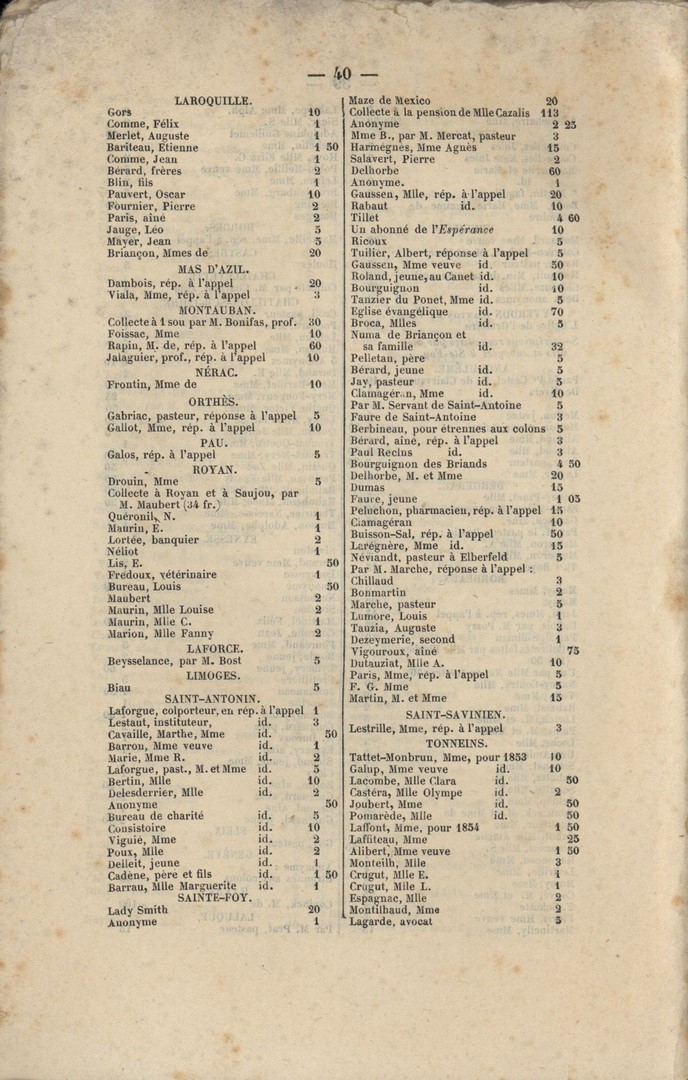 — 40 —
LAROQUILLE.
Gors 10
Comme, Félix 1
Merlet, Auguste 1
Bariteau, Etienne 1 50
Comme, Jean 1
Bérard, frères 2
Blin, fils 1
Pauvert, Oscar 10
Fournier, Pierre 2
Paris, aîné 2
Jauge, Léo 5
Mayer, Jean 5
Briançon, Mmes de 20
MAS D'AZIL.
Dambois, rép. à l'appel 20
Viala, Mme, rép. à l'appel 3
MONTAUBAN.
Collecte à 1 sou par M. Bonifas, prof. 30
Foissac, Mme 10
Rapin, M. de, rép. à l'appel 60
Jalaguier, prof., rép. à l'appel 10
NÉRAC.
Frontin, Mme de 10
ORTHÈS.
Gabriac, pasteur, réponse à l'appel 5
Gallot, Mme, rép. à l'appel 10
PAU.
Galos, rép. à l'appel 5
ROYAN.
Drouin, Mme 5
Collecte à Royan et à Saujou, par
M. Maubert (34 fr.)
Quéronil, N. 1
Maurin, E. 1
Lortée, banquier 2
Néliot 1
Lis, E. 50
Fredoux, vétérinaire 1
Bureau, Louis 50
Maubert 2
Maurin, Mlle Louise 2
Maurin, Mlle C. 1
Marion, Mlle Fanny 2
LAFORCE.
Beysselance, par M. Bost 5
LIMOGES.
Biau 5
SAINT-ANTONIN.
Laforgue, colporteur, en rép. à l'appel 1
Lestaut, instituteur, id. 3
Cavaille, Marthe, Mme id. 50
Barron, Mme veuve id. 1
Marie, Mme R. id. 2
Laforgue, past., M. et Mme id. 5
Bertin, Mlle id. 10
Delesderrier, Mlle id. 2
Anonyme 50
Bureau de charité id. 5
Consistoire id. 10
Viguié, Mme id. 2
Poux, Mlle id. 2
Delleit, jeune id. 1
Cadène, père et fils id. 1 50
Barrau, Mlle Marguerite id. 1
SAINTE-FOY.
Lady Smith 20
Anonyme 1
Maze de Mexico 20
Collecte à la pension de Mlle Cazalis 113
Anonyme 2 25
Mme B., par M. Mercat, pasteur 3
Harmégnes, Mme Agnès 15
Salavert, Pierre 2
Delhorbe 60
Anonyme. 1
Gaussen, Mlle, rép. à l'appel 20
Rabaut id. 10
Tillet 4 60
Un abonné de l'Espérance 10
Ricoux 5
Tuilier, Albert, réponse à l'appel 5
Gaussen, Mme veuve id. 50
Roland, jeune, au Canet id. 10
Bourguignon id. 10
Tanzier du Ponet, Mme id. 5
Eglise évangélique id. 70
Broca, Mlles id. 5
Numa de Briançon et
sa famille id. 32
Pelletan, père 5
Bérard, jeune id. 5
Jay, pasteur id. 5
Clamageran, Mme id. 10
Par M. Servant de Saint-Antoine 5
Faure de Saint-Antoine 3
Berbineau, pour étrennes aux colons 5
Bérard, aîné, rép. à l'appel 3
Paul Reclus id. 3
Bourguignon des Briands 4 50
Delhorbe, M. et Mme 20
Dumas 15
Faure, jeune 1 05
Peluchon, pharmacien, rép. à l'appel 15
Clamagéran 10
Buisson-Sal, rép. à l'appel 50
Larégnère, Mme id. 15
Néviandt, pasteur à Elberfeld 5
Par M. Marche, réponse à l'appel :
Chillaud 3
Bonmartin 2
Marche, pasteur 5
Lumore, Louis 1
Tauzia, Auguste 3
Dezeymerie, second 1
Vigouroux, aîné 75
Dutauziat, Mlle A. 10
Paris, Mme, rép. à l'appel 5
F. G. Mme 5
Martin, M. et Mme 15
SAINT-SAVINIEN.
Lestrille, Mme, rép. à l'appel 3
TONNEINS.
Tattet-Monbrun, Mme, pour 1853 10
Galup, Mme veuve id. 10
Lacombe, Mlle Clara id. 50
Castéra, Mlle Olympe id. 2
Joubert, Mme id. 50
Pomarède, Mlle id. 50
Laffont, Mme, pour 1854 1 50
Laffiteau, Mme 25
Alibert, Mme veuve 1 50
Monteilh, Mlle 3
Crugut, Mlle E. 1
Crugut, Mlle L. 1
Espagnac, Mlle 2
Montilhaud, Mme 2
Lagarde, avocat 5